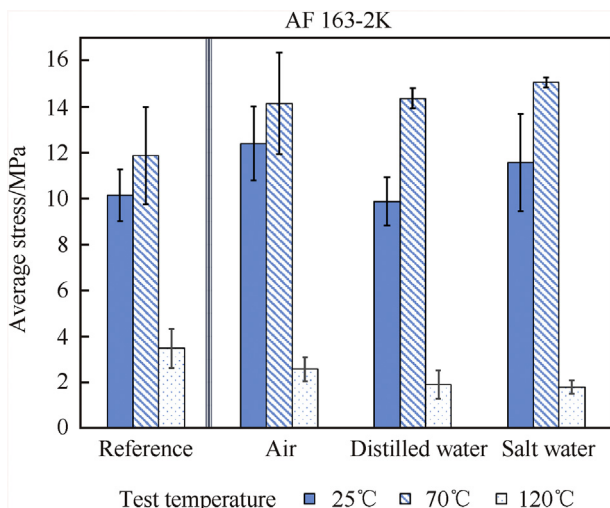 AF 163-2K
Average stress/MPa
16
14
12
10
8
6
4
2
0
Reference Air Distilled water Salt water
Test temperature 25℃ 70℃ 120℃